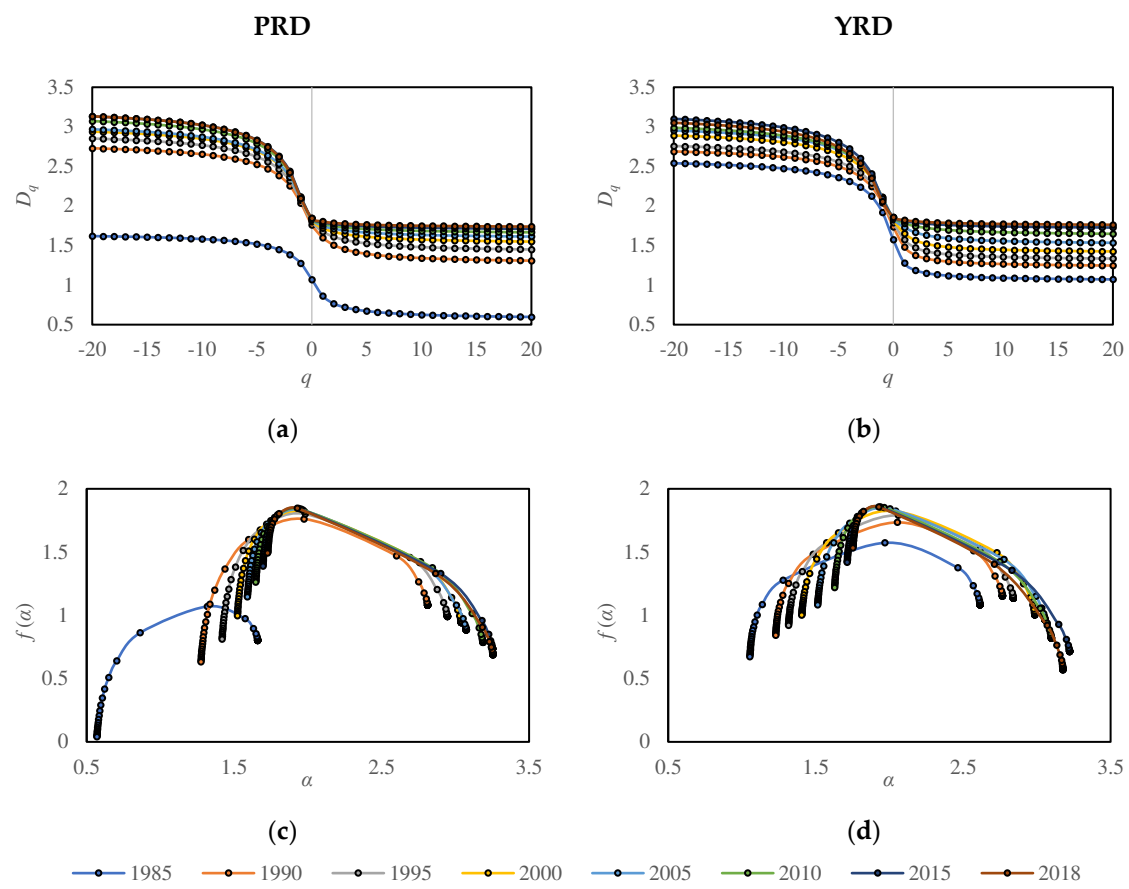 PRD YRD
3.5 3.5
3 3
2.5 2.5
D_q 2 D_q 2
1.5 1.5
1 1
0.5 0.5
-20 -15 -10 -5 0 5 10 15 20 -20 -15 -10 -5 0 5 10 15 20
q q
(a) (b)
2 2
1.5 1.5
f (α) 1 f (α) 1
0.5 0.5
0 0
0.5 1.5 2.5 3.5 0.5 1.5 2.5 3.5
α α
(c) (d)
1985 1990 1995 2000 2005 2010 2015 2018